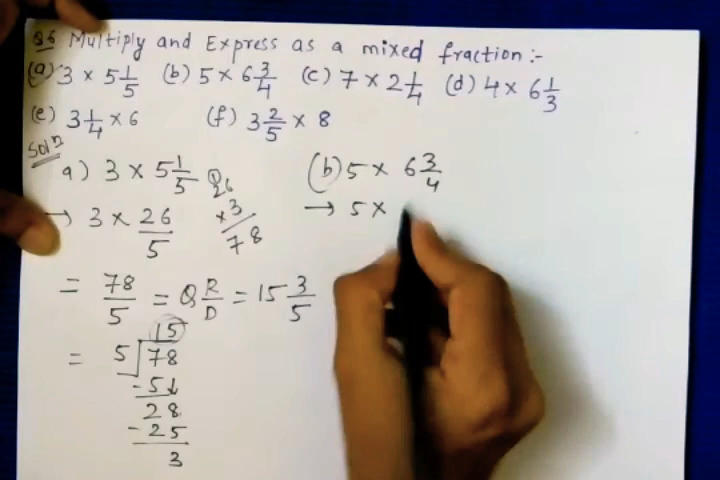 Q6 Multiply and Express as a mixed fraction:-
(a) 3 × 5 1/5 (b) 5 × 6 3/4 (c) 7 × 2 1/4 (d) 4 × 6 1/3
(e) 3 1/4 × 6 (f) 3 2/5 × 8
Solⁿ
a) 3 × 5 1/5
→ 3 × 26/5
① 26
×3
78
= 78/5 = Q R/D = 15 3/5
= 5 78 15
-5↓
28
-25
3
(b) 5 × 6 3/4
→ 5 ×